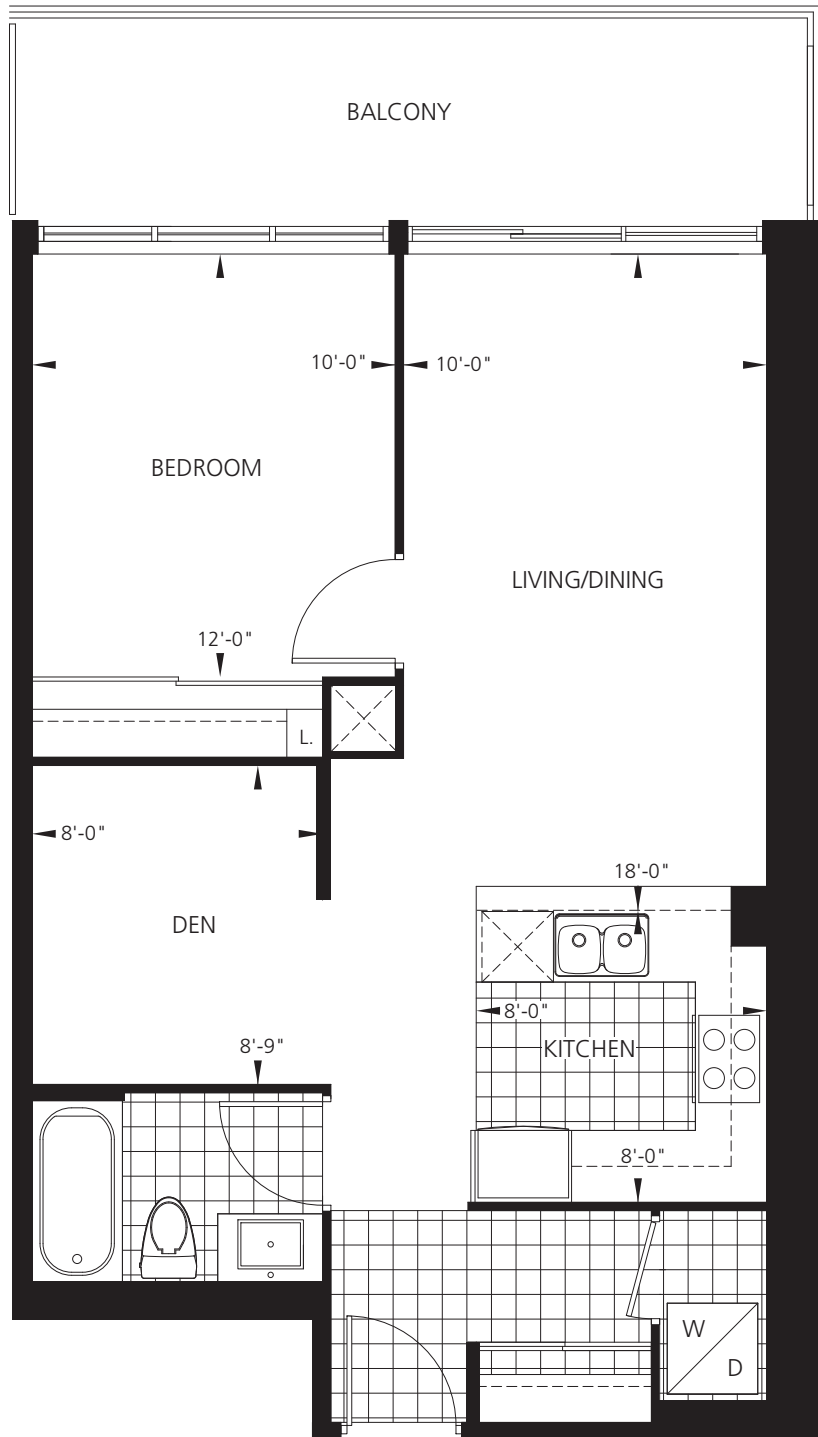 BALCONY
10'-0" 10'-0"
BEDROOM
LIVING/DINING
12'-0"
L.
8'-0"
18'-0"
DEN
8'-0"
8'-9"
KITCHEN
8'-0"
W
D